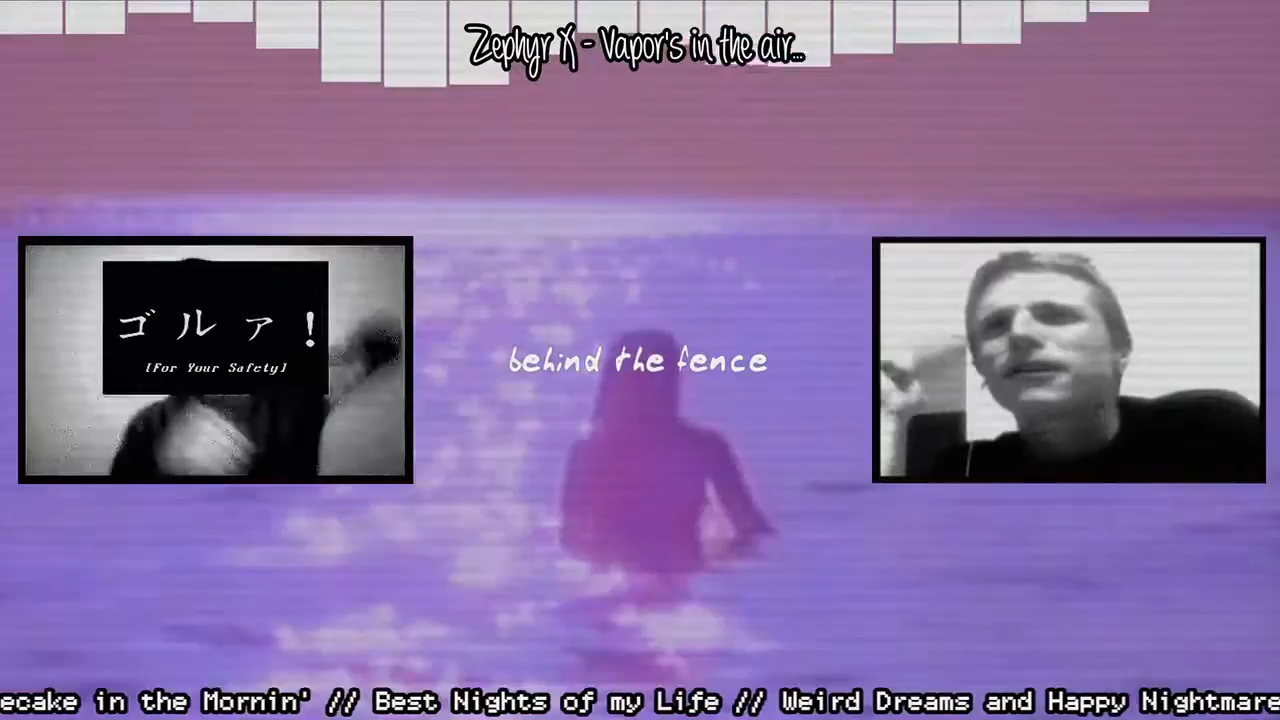 Zephyr X - Vapor's in the air...
ゴルァ!
[For Your Safety]
behind the fence
ecake in the Mornin' // Best Nights of my Life // Weird Dreams and Happy Nightmare